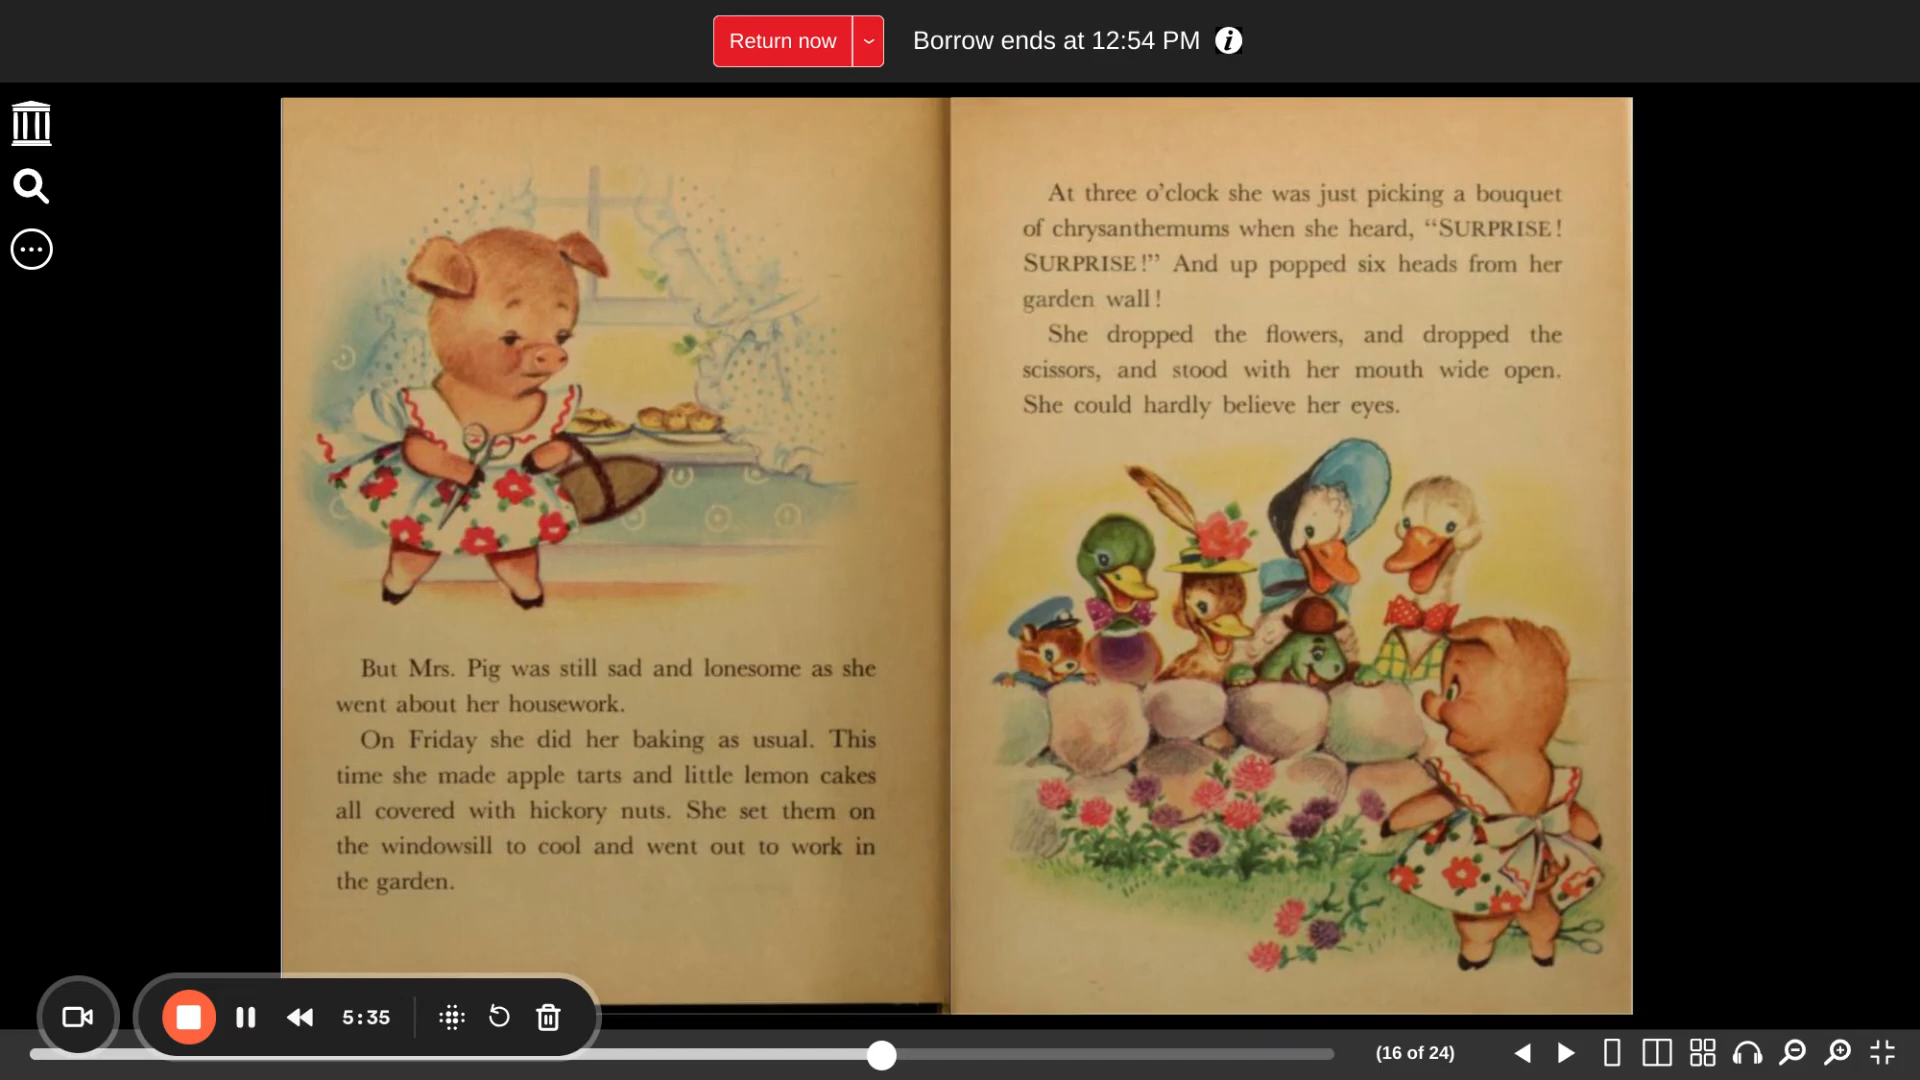 Return now
Borrow ends at 12:54 PM
But Mrs. Pig was still sad and lonesome as she
went about her housework.
On Friday she did her baking as usual. This
time she made apple tarts and little lemon cakes
all covered with hickory nuts. She set them on
the windowsill to cool and went out to work in
the garden.
At three o’clock she was just picking a bouquet
of chrysanthemums when she heard, “SURPRISE!
SURPRISE!” And up popped six heads from her
garden wall!
She dropped the flowers, and dropped the
scissors, and stood with her mouth wide open.
She could hardly believe her eyes.
5:35
(16 of 24)